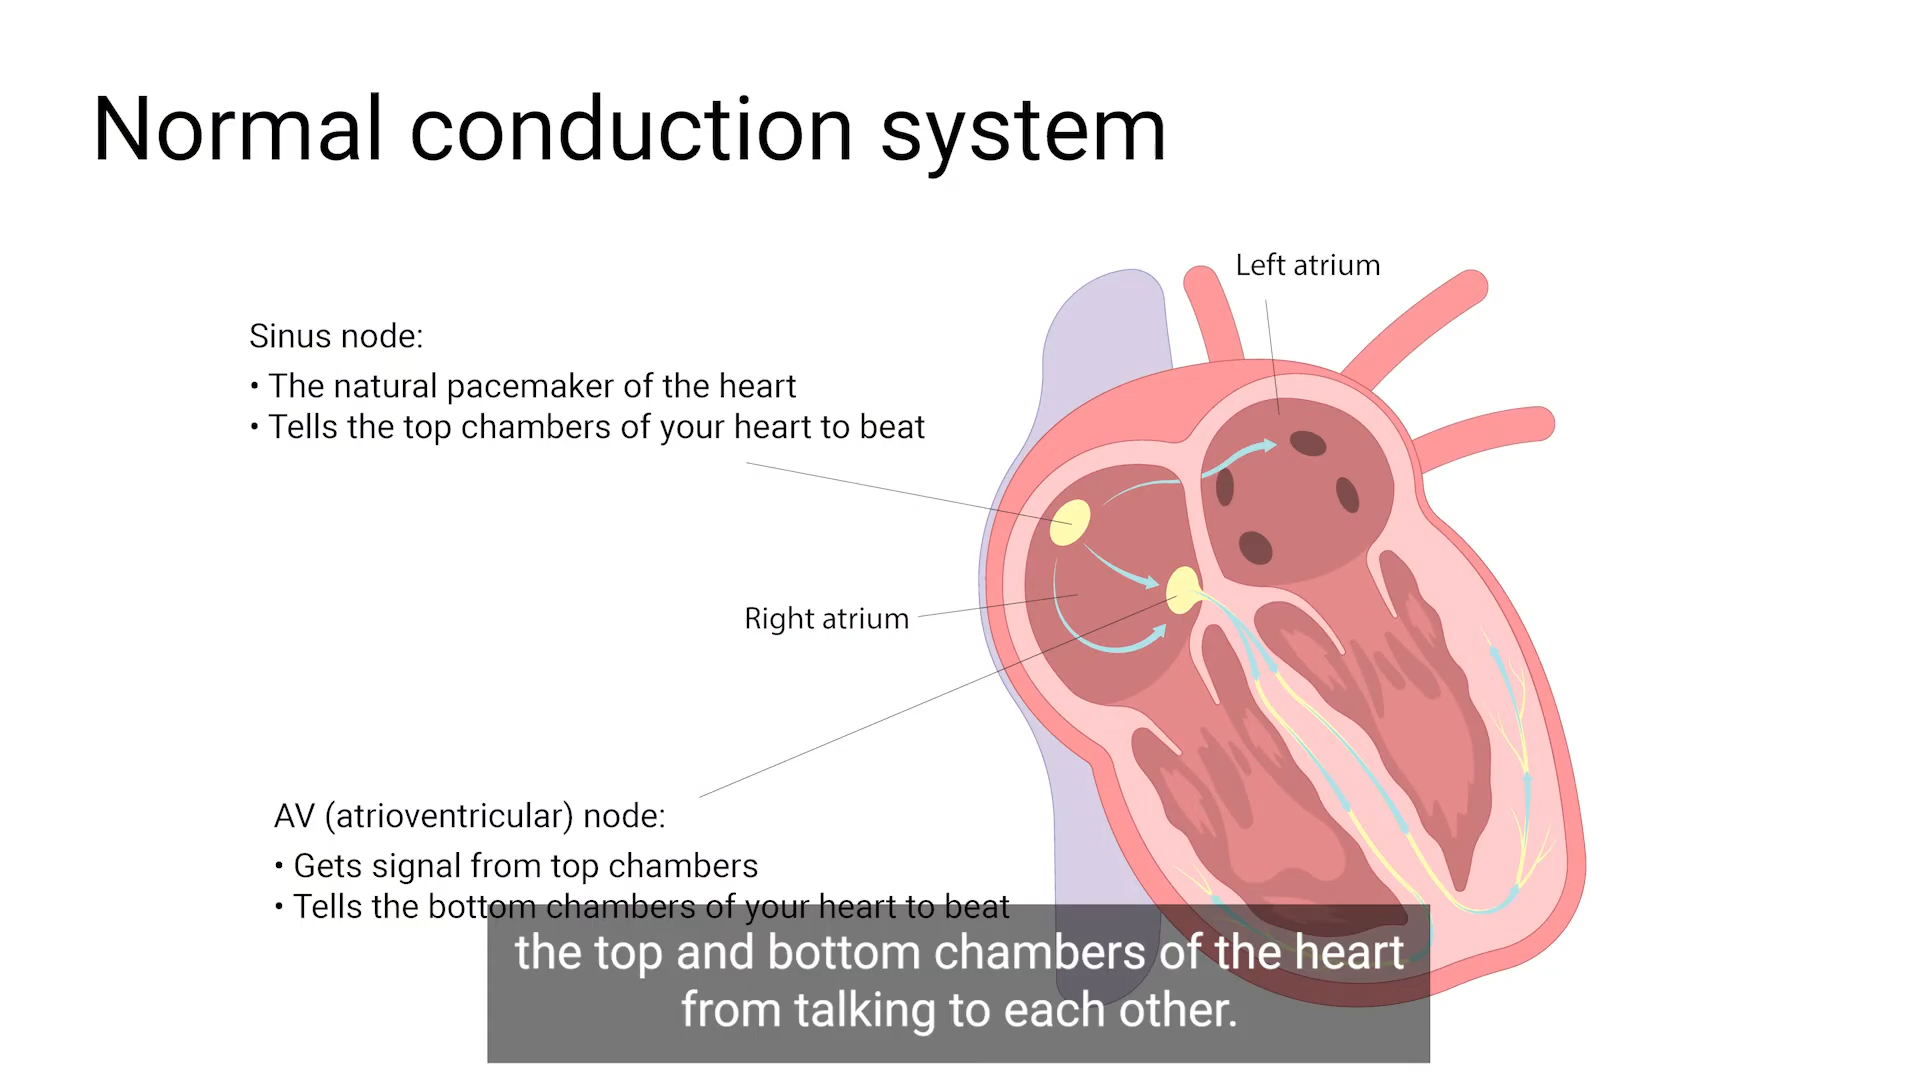 Normal conduction system
Left atrium
Sinus node:
• The natural pacemaker of the heart
• Tells the top chambers of your heart to beat
Right atrium
AV (atrioventricular) node:
• Gets signal from top chambers
• Tells the bottom chambers of your heart to beat
the top and bottom chambers of the heart
from talking to each other.